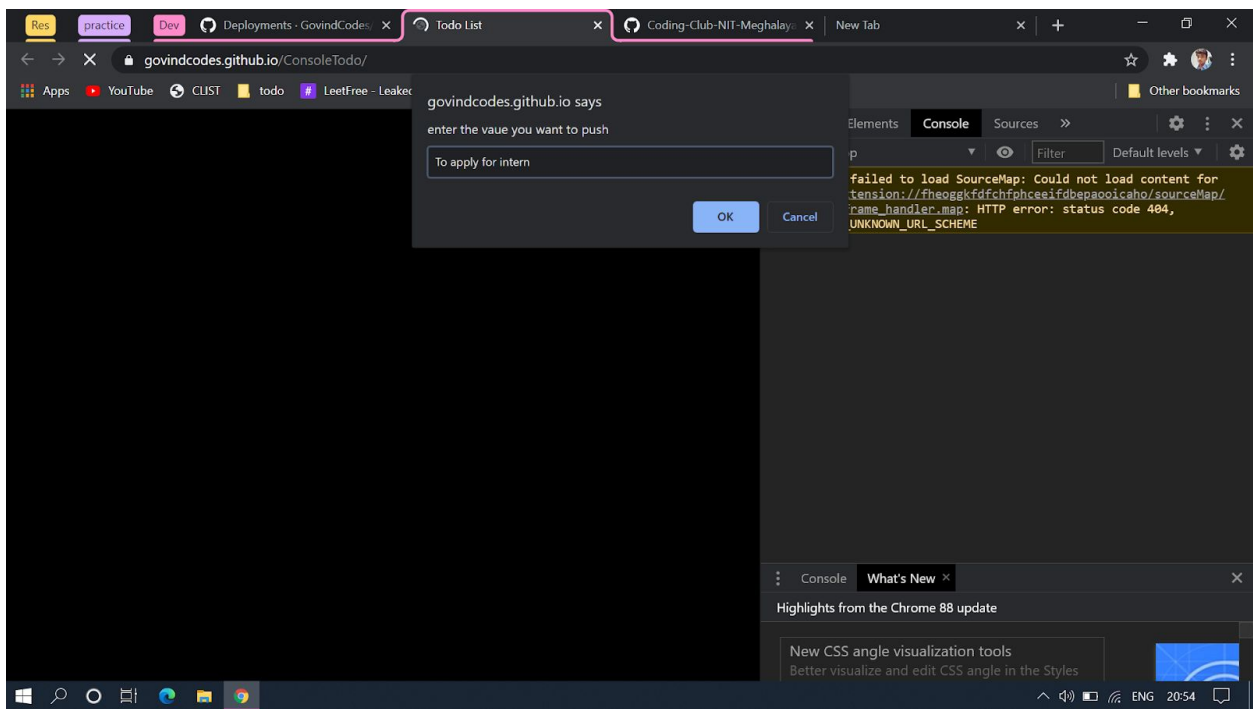 Res practice Dev Deployments · GovindCodes/ Todo List Coding-Club-NIT-Meghalaya New Tab
govindcodes.github.io/ConsoleTodo/
Apps YouTube CLIST todo LeetFree - Leaked Other bookmarks
govindcodes.github.io says
enter the vaue you want to push
To apply for intern
OK Cancel
Elements Console Sources »
p Filter Default levels ▼
failed to load SourceMap: Could not load content for
tension://fheoggkfdfchfphceeifdbepaooicaho/sourceMap/
rame_handler.map: HTTP error: status code 404,
_UNKNOWN_URL_SCHEME
Console What's New
Highlights from the Chrome 88 update
New CSS angle visualization tools
Better visualize and edit CSS angle in the Styles
ENG 20:54